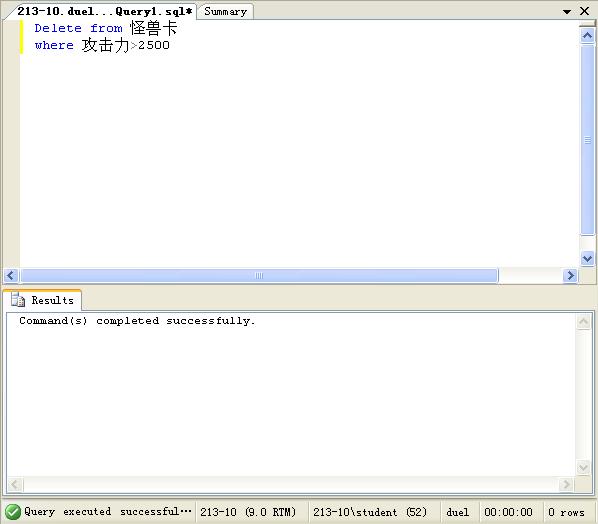 213-10.duel...Query1.sql* Summary
Delete from 怪兽卡
where 攻击力>2500
Results
Command(s) completed successfully.
Query executed successful... 213-10 (9.0 RTM) 213-10\student (52) duel 00:00:00 0 rows